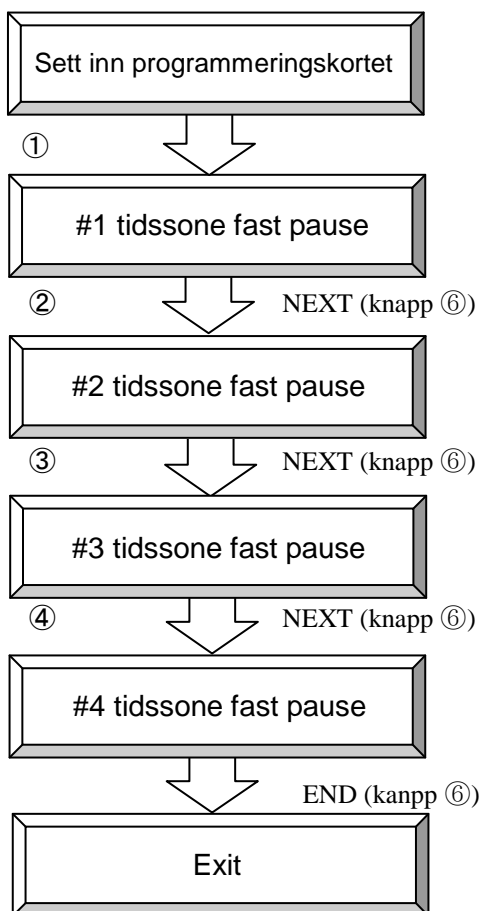 Sett inn programmeringskortet
①
#1 tidssone fast pause
② NEXT (knapp ⑥)
#2 tidssone fast pause
③ NEXT (knapp ⑥)
#3 tidssone fast pause
④ NEXT (knapp ⑥)
#4 tidssone fast pause
END (kanpp ⑥)
Exit